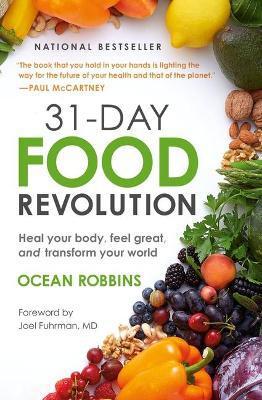 NATIONAL BESTSELLER
"The book that you hold in your hands is lighting the
way for the future of your health and that of the planet."
—PAUL McCARTNEY
31-DAY
FOOD
REVOLUTION
Heal your body, feel great,
and transform your world
OCEAN ROBBINS
Foreword by
Joel Fuhrman, MD